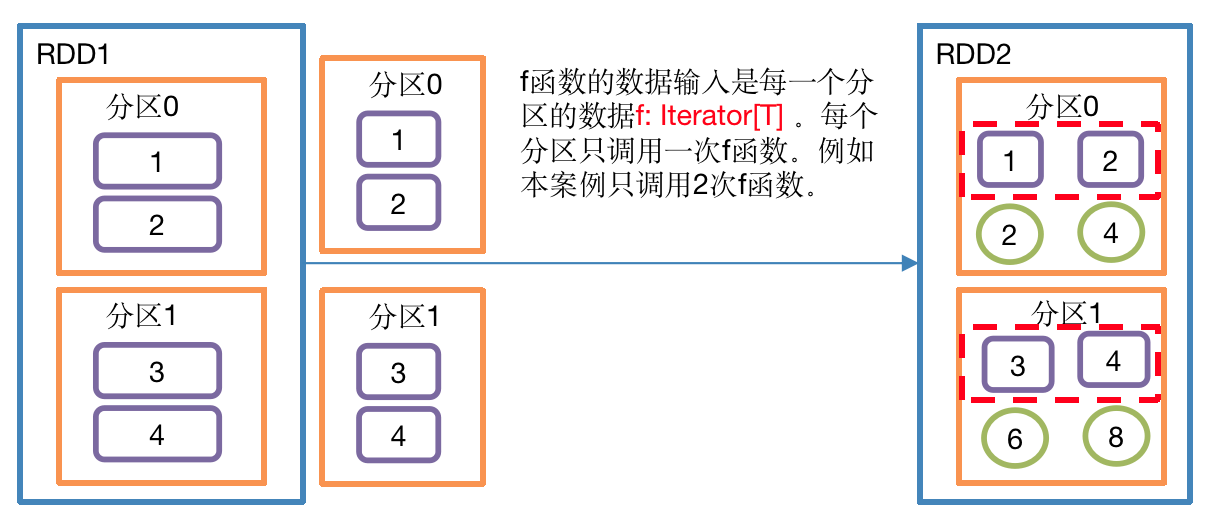 RDD1
分区0
1
2
分区1
3
4
分区0
1
2
分区1
3
4
f函数的数据输入是每一个分
区的数据f: Iterator[T] 。每个
分区只调用一次f函数。例如
本案例只调用2次f函数。
RDD2
分区0
1 2
2 4
分区1
3 4
6 8